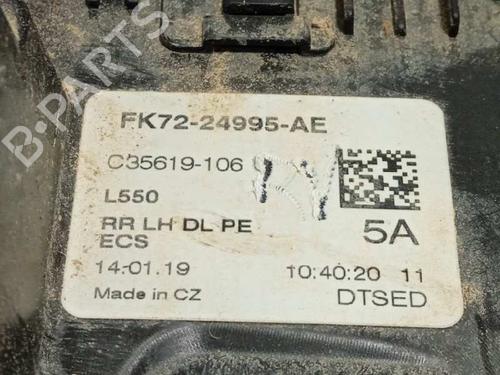 B-PARTS
FK72-24995-AE
C35619-106
L550
RR LH DL PE
ECS
5A
14.01.19
10:40:20 11
Made in CZ
DTSED